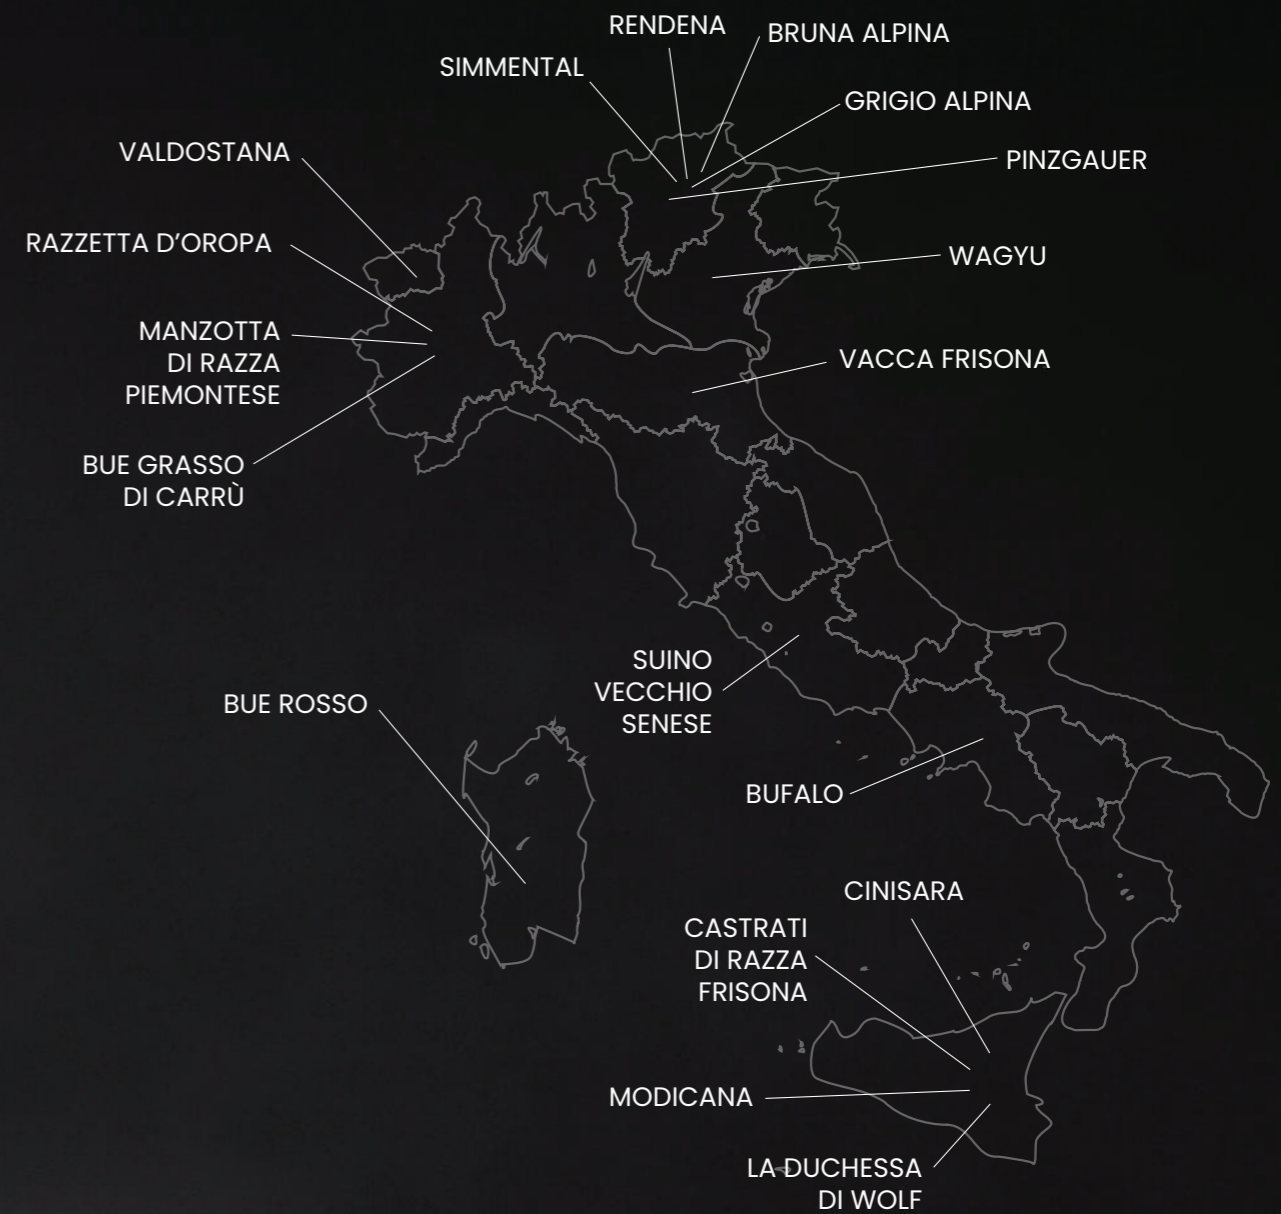 RENDENA
BRUNA ALPINA
SIMMENTAL
GRIGIO ALPINA
VALDOSTANA
PINZGAUER
RAZZETTA D’OROPA
WAGYU
MANZOTTA
DI RAZZA
PIEMONTESE
VACCA FRISONA
BUE GRASSO
DI CARRÙ
SUINO
VECCHIO
SENESE
BUE ROSSO
BUFALO
CINISARA
CASTRATI
DI RAZZA
FRISONA
MODICANA
LA DUCHESSA
DI WOLF